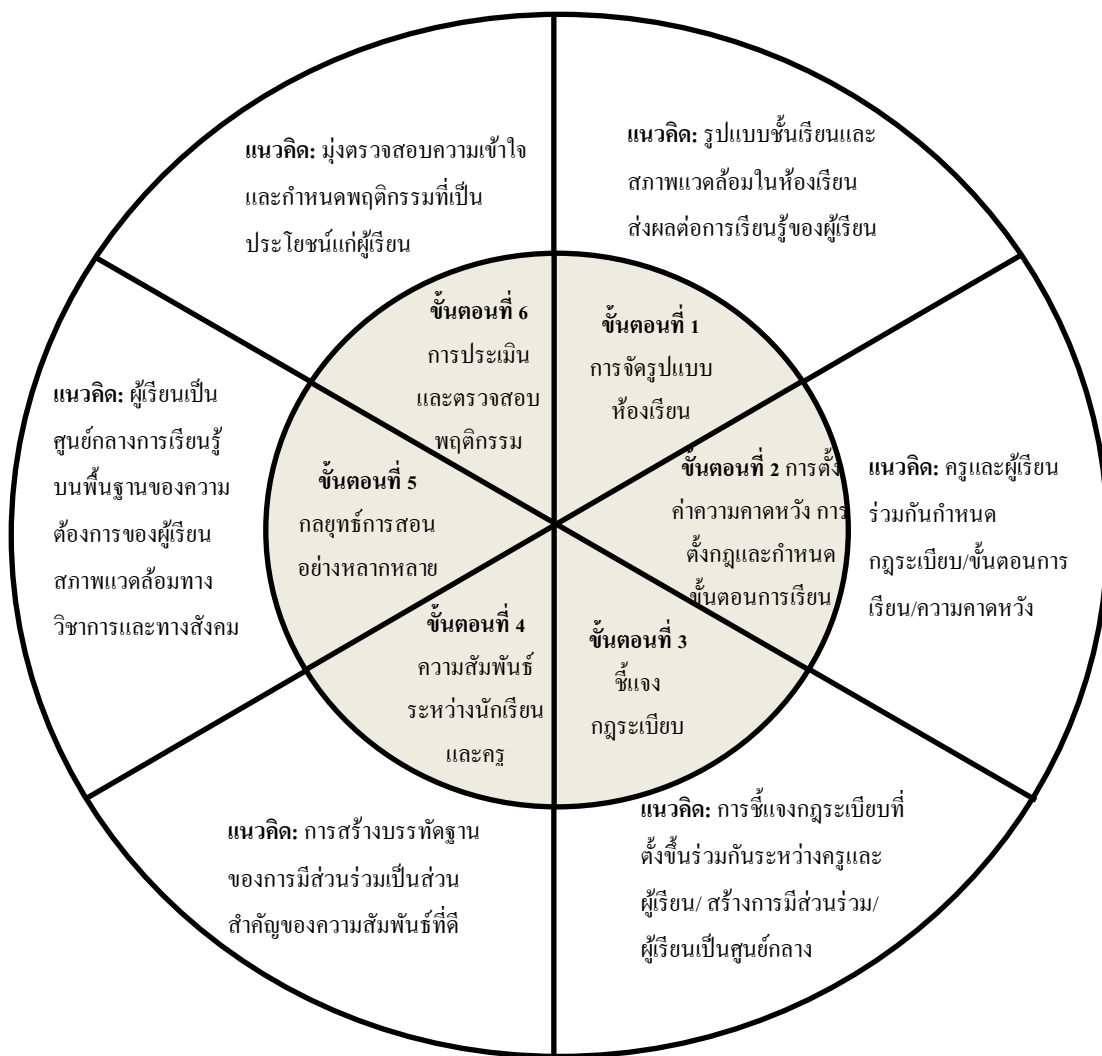 แนวคิด: มุ่งตรวจสอบความเข้าใจ
และกำหนดพฤติกรรมที่เป็น
ประโยชน์แก่ผู้เรียน
แนวคิด: รูปแบบชั้นเรียนและ
สภาพแวดล้อมในห้องเรียน
ส่งผลต่อการเรียนรู้ของผู้เรียน
ขั้นตอนที่ 6
การประเมิน
และตรวจสอบ
พฤติกรรม
ขั้นตอนที่ 1
การจัดรูปแบบ
ห้องเรียน
แนวคิด: ผู้เรียนเป็น
ศูนย์กลางการเรียนรู้
บนพื้นฐานของความ
ต้องการของผู้เรียน
สภาพแวดล้อมทาง
วิชาการและทางสังคม
ขั้นตอนที่ 5
กลยุทธ์การสอน
อย่างหลากหลาย
ขั้นตอนที่ 2 การตั้ง
ค่าความคาดหวัง การ
ตั้งกฎและกำหนด
ขั้นตอนการเรียน
แนวคิด: ครูและผู้เรียน
ร่วมกันกำหนด
กฎระเบียบ/ขั้นตอนการ
เรียน/ความคาดหวัง
ขั้นตอนที่ 4
ความสัมพันธ์
ระหว่างนักเรียน
และครู
ขั้นตอนที่ 3
ชี้แจง
กฎระเบียบ
แนวคิด: การสร้างบรรทัดฐาน
ของการมีส่วนร่วมเป็นส่วน
สำคัญของความสัมพันธ์ที่ดี
แนวคิด: การชี้แจงกฎระเบียบที่
ตั้งขึ้นร่วมกันระหว่างครูและ
ผู้เรียน/ สร้างการมีส่วนร่วม/
ผู้เรียนเป็นศูนย์กลาง